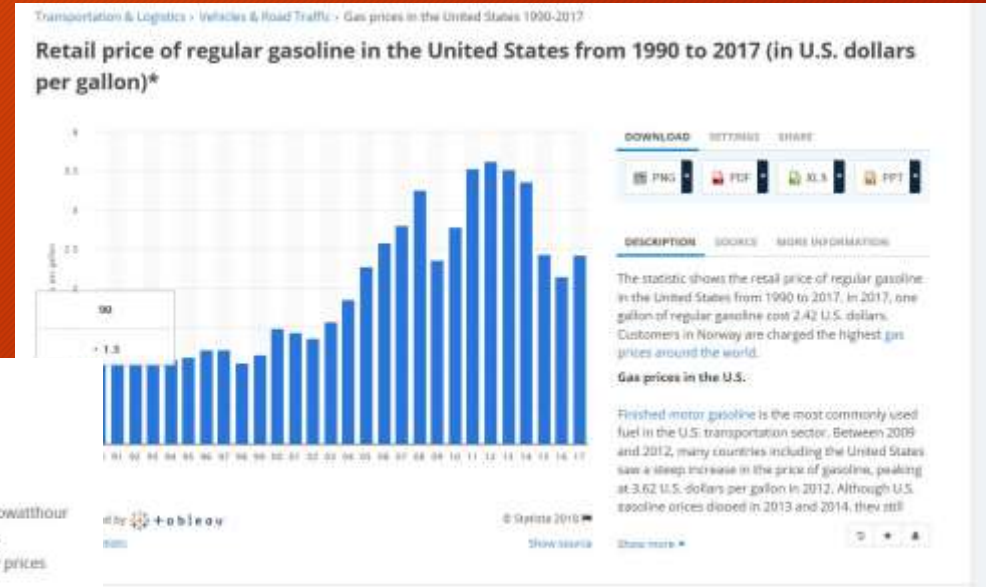 Transportation & Logistics › Vehicles & Road Traffic › Gas prices in the United States 1990-2017
Retail price of regular gasoline in the United States from 1990 to 2017 (in U.S. dollars
per gallon)*
4
3.5
3
2.5
2
per gallon
90
1.3
91 92 93 94 95 96 97 98 99 00 01 02 03 04 05 06 07 08 09 10 11 12 13 14 15 16 17
by +ableau
© Statista 2018
Show source
DOWNLOAD SETTINGS SHARE
PNG PDF XLS PPT
DESCRIPTION SOURCE MORE INFORMATION
The statistic shows the retail price of regular gasoline
in the United States from 1990 to 2017. In 2017, one
gallon of regular gasoline cost 2.42 U.S. dollars.
Customers in Norway are charged the highest gas
prices around the world.
Gas prices in the U.S.
Finished motor gasoline is the most commonly used
fuel in the U.S. transportation sector. Between 2009
and 2012, many countries including the United States
saw a steep increase in the price of gasoline, peaking
at 3.62 U.S. dollars per gallon in 2012. Although U.S.
gasoline prices dipped in 2013 and 2014, they still
Show more
owatthour
prices